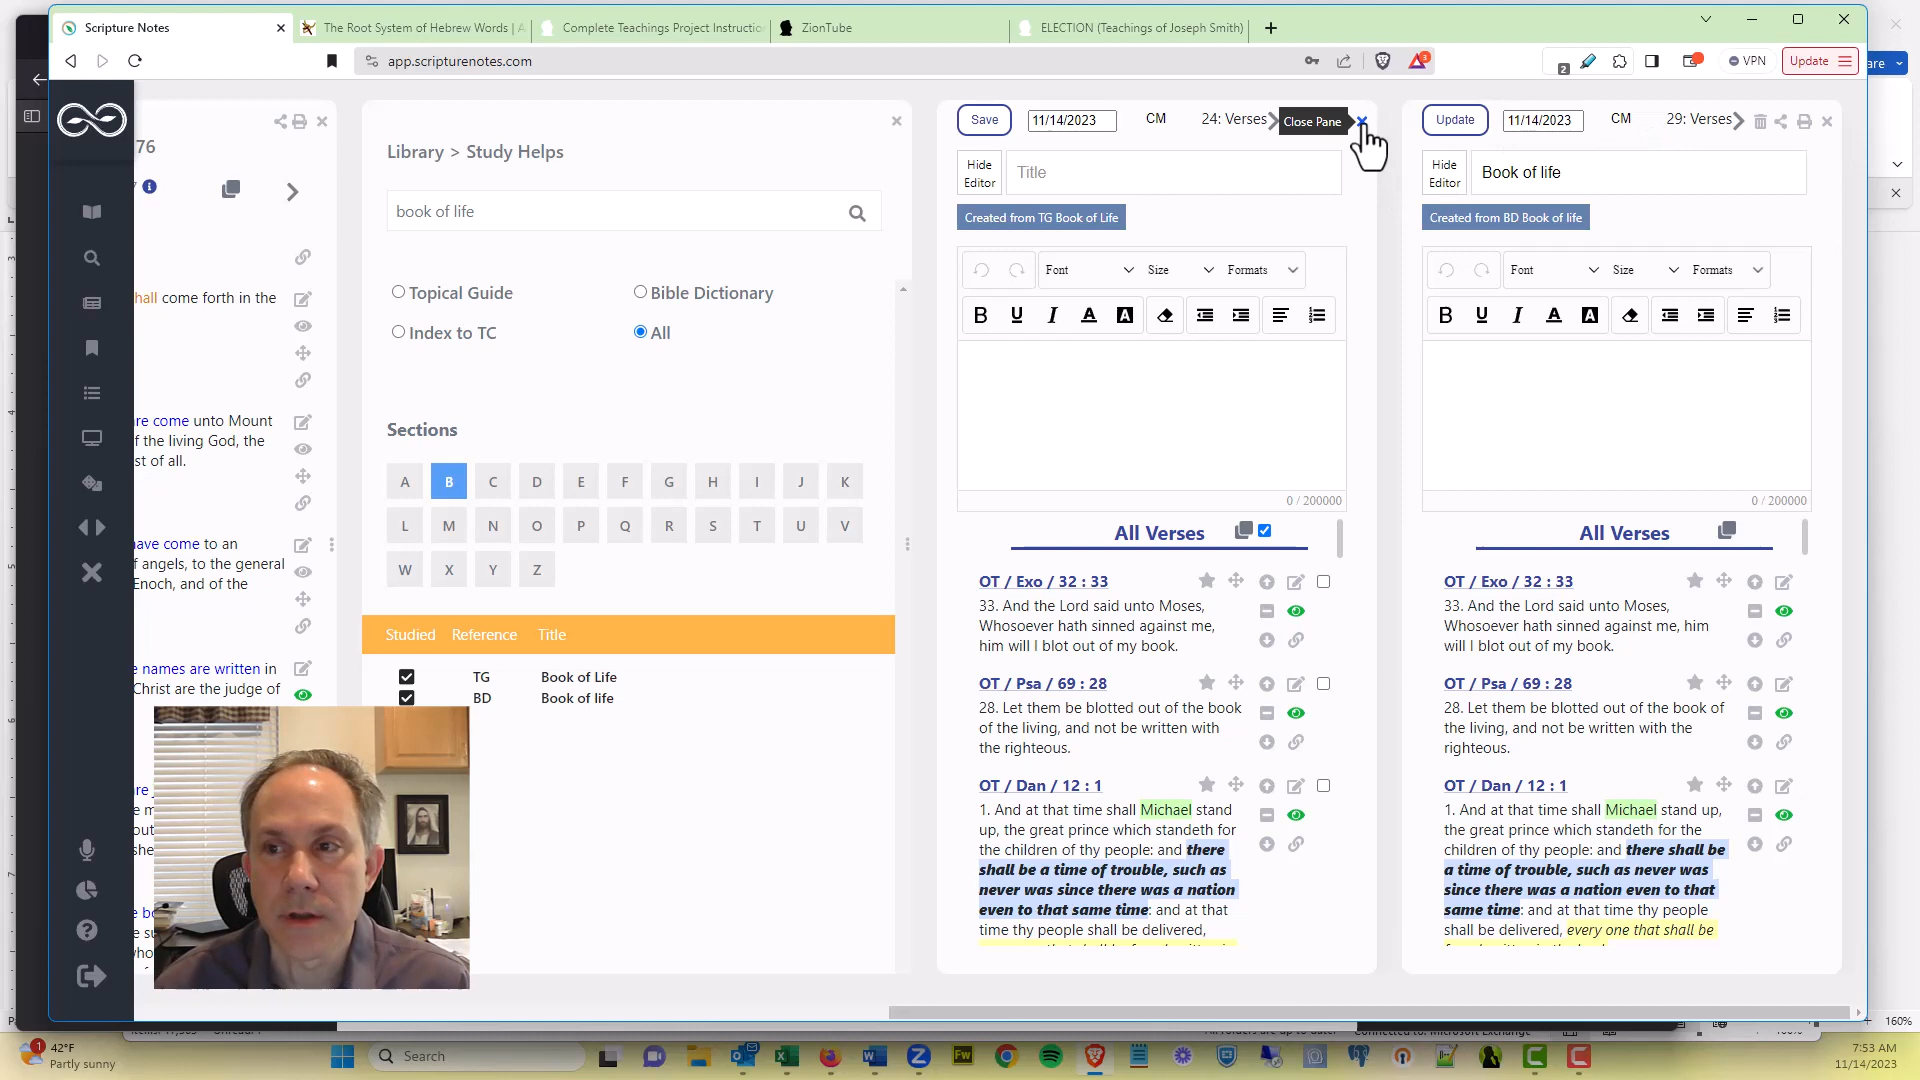 Scripture Notes
The Root System of Hebrew Words | A
Complete Teachings Project Instructio
ZionTube
ELECTION (Teachings of Joseph Smith)
app.scripturenotes.com
2
3
VPN
Update
are
76
hall come forth in the
re come unto Mount
f the living God, the
st of all.
have come to an
f angels, to the general
Enoch, and of the
e names are written in
Christ are the judge of
Library > Study Helps
book of life
Topical Guide
Bible Dictionary
Index to TC
All
Sections
A B C D E F G H I J K
L M N O P Q R S T U V
W X Y Z
Studied Reference Title
TG Book of Life
BD Book of life
Save
11/14/2023
CM
24: Verses
Close Pane
Hide
Editor
Title
Created from TG Book of Life
Font
Size
Formats
B U I A A
0 / 200000
All Verses
OT / Exo / 32 : 33
33. And the Lord said unto Moses,
Whosoever hath sinned against me,
him will I blot out of my book.
OT / Psa / 69 : 28
28. Let them be blotted out of the book
of the living, and not be written with
the righteous.
OT / Dan / 12 : 1
1. And at that time shall Michael stand
up, the great prince which standeth for
the children of thy people: and there
shall be a time of trouble, such as
never was since there was a nation
even to that same time: and at that
time thy people shall be delivered,
Update
11/14/2023
CM
29: Verses
Hide
Editor
Book of life
Created from BD Book of life
Font
Size
Formats
B U I A A
0 / 200000
All Verses
OT / Exo / 32 : 33
33. And the Lord said unto Moses,
Whosoever hath sinned against me, him
will I blot out of my book.
OT / Psa / 69 : 28
28. Let them be blotted out of the book
of the living, and not be written with the
righteous.
OT / Dan / 12 : 1
1. And at that time shall Michael stand up,
the great prince which standeth for the
children of thy people: and there shall be
a time of trouble, such as never was
since there was a nation even to that
same time: and at that time thy people
shall be delivered, every one that shall be
160%
1
42°F
Partly sunny
Search
Fw
7:53 AM
11/14/2023